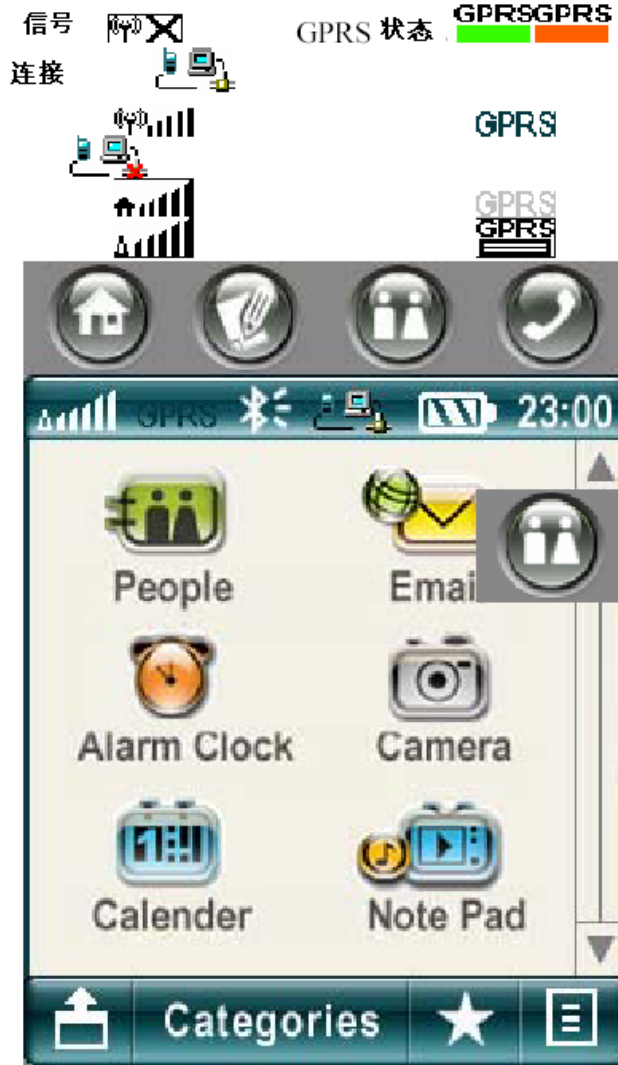 信号 GPRS 状态 GPRSGPRS
连接
GPRS
GPRS
GPRS
GPRS 23:00
People Email
Alarm Clock Camera
Calender Note Pad
Categories